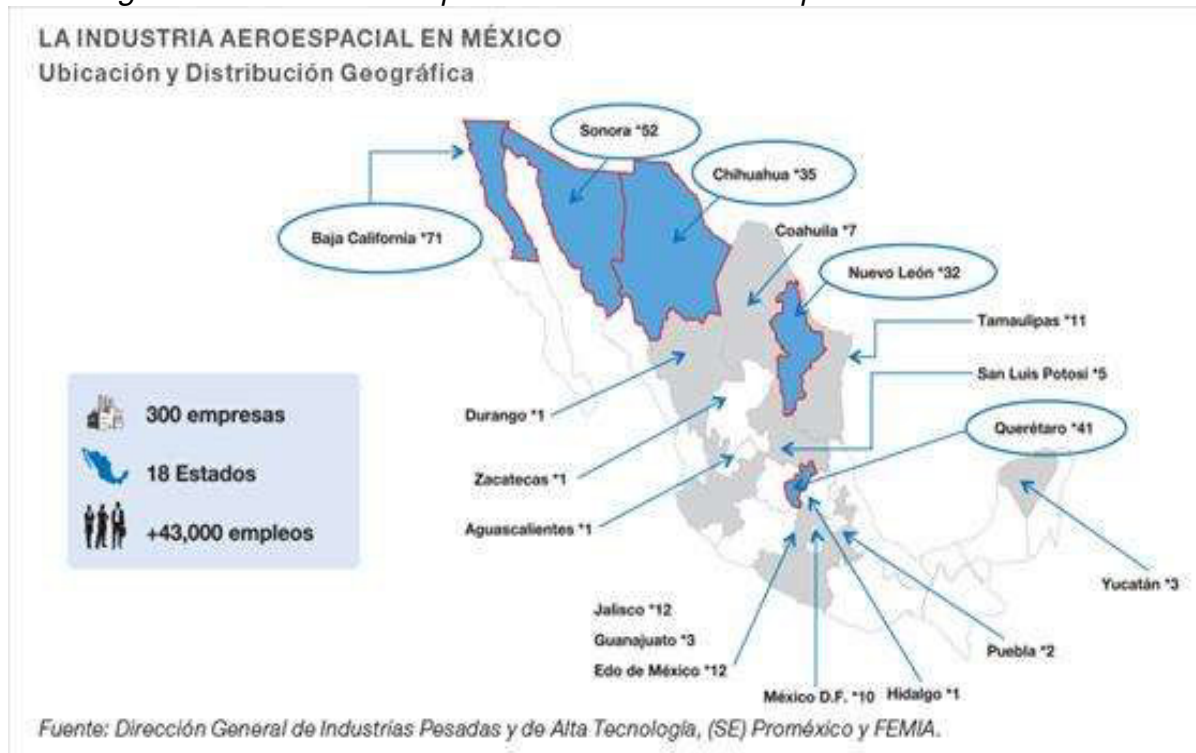 LA INDUSTRIA AEROESPACIAL EN MÉXICO
Ubicación y Distribución Geográfica
Sonora *52
Chihuahua *35
Baja California *71
Coahuila *7
Nuevo León *32
Tamaulipas *11
San Luis Potosí *5
Querétaro *41
Durango *1
Zacatecas *1
Aguascalientes *1
300 empresas
18 Estados
+43,000 empleos
Yucatán *3
Jalisco *12
Guanajuato *3
Edo de México *12
Puebla *2
México D.F. *10
Hidalgo *1
Fuente: Dirección General de Industrias Pesadas y de Alta Tecnología, (SE) Proméxico y FEMIA.